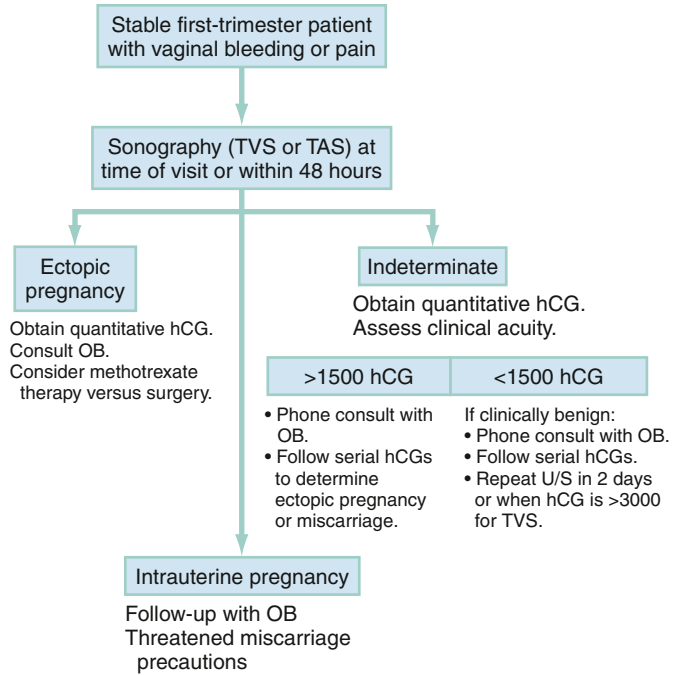 Stable first-trimester patient
with vaginal bleeding or pain
Sonography (TVS or TAS) at
time of visit or within 48 hours
Ectopic
pregnancy
Obtain quantitative hCG.
Consult OB.
Consider methotrexate
therapy versus surgery.
Indeterminate
Obtain quantitative hCG.
Assess clinical acuity.
>1500 hCG
• Phone consult with
OB.
• Follow serial hCGs
to determine
ectopic pregnancy
or miscarriage.
<1500 hCG
If clinically benign:
• Phone consult with OB.
• Follow serial hCGs.
• Repeat U/S in 2 days
or when hCG is >3000
for TVS.
Intrauterine pregnancy
Follow-up with OB
Threatened miscarriage
precautions